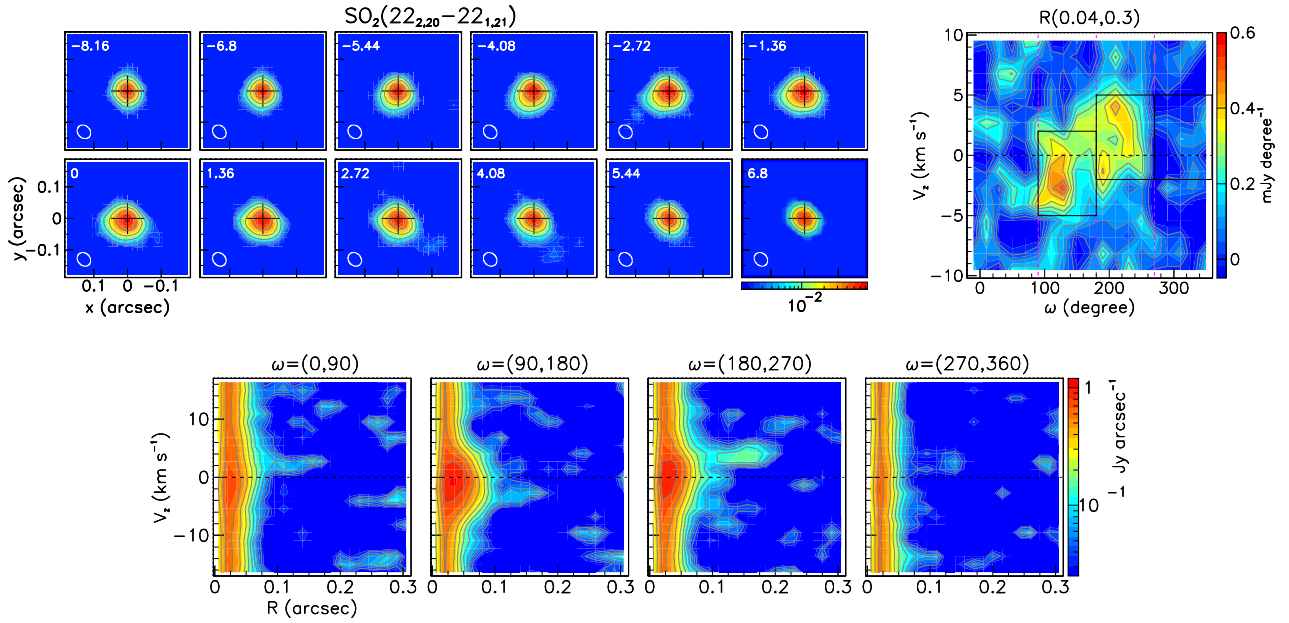 SO₂(22₂,₂₀−22₁,₂₁)
−8.16 −6.8 −5.44 −4.08 −2.72 −1.36
0 1.36 2.72 4.08 5.44 6.8
y (arcsec)
0.1
0
−0.1
0.1 0 −0.1
x (arcsec)
10⁻²
R(0.04,0.3)
V_z (km s⁻¹)
10
5
0
−5
−10
0 100 200 300
ω (degree)
0.6
0.4
0.2
0
mJy degree⁻¹
ω=(0,90) ω=(90,180) ω=(180,270) ω=(270,360)
V_z (km s⁻¹)
10
0
−10
0 0.1 0.2 0.3 0 0.1 0.2 0.3 0 0.1 0.2 0.3 0 0.1 0.2 0.3
R (arcsec)
1
10⁻¹
Jy arcsec⁻¹